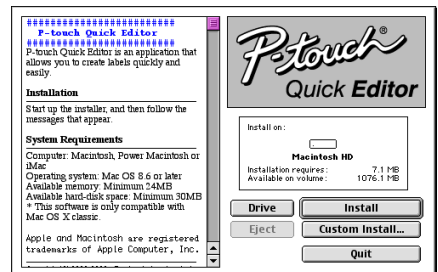 ##########################
P-touch Quick Editor
##########################
P-touch Quick Editor is an application that
allows you to create labels quickly and
easily.
Installation
Start up the installer, and then follow the
messages that appear.
System Requirements
Computer: Macintosh, Power Macintosh or
iMac
Operating system: Mac OS 8.6 or later
Available memory: Minimum 24MB
Available hard-disk space: Minimum 30MB
* This software is only compatible with
Mac OS X classic.
Apple and Macintosh are registered
trademarks of Apple Computer, Inc.
P-touch®
Quick Editor
Install on:
Macintosh HD
Installation requires: 7.1 MB
Available on volume: 1076.1 MB
Drive
Install
Eject
Custom Install...
Quit